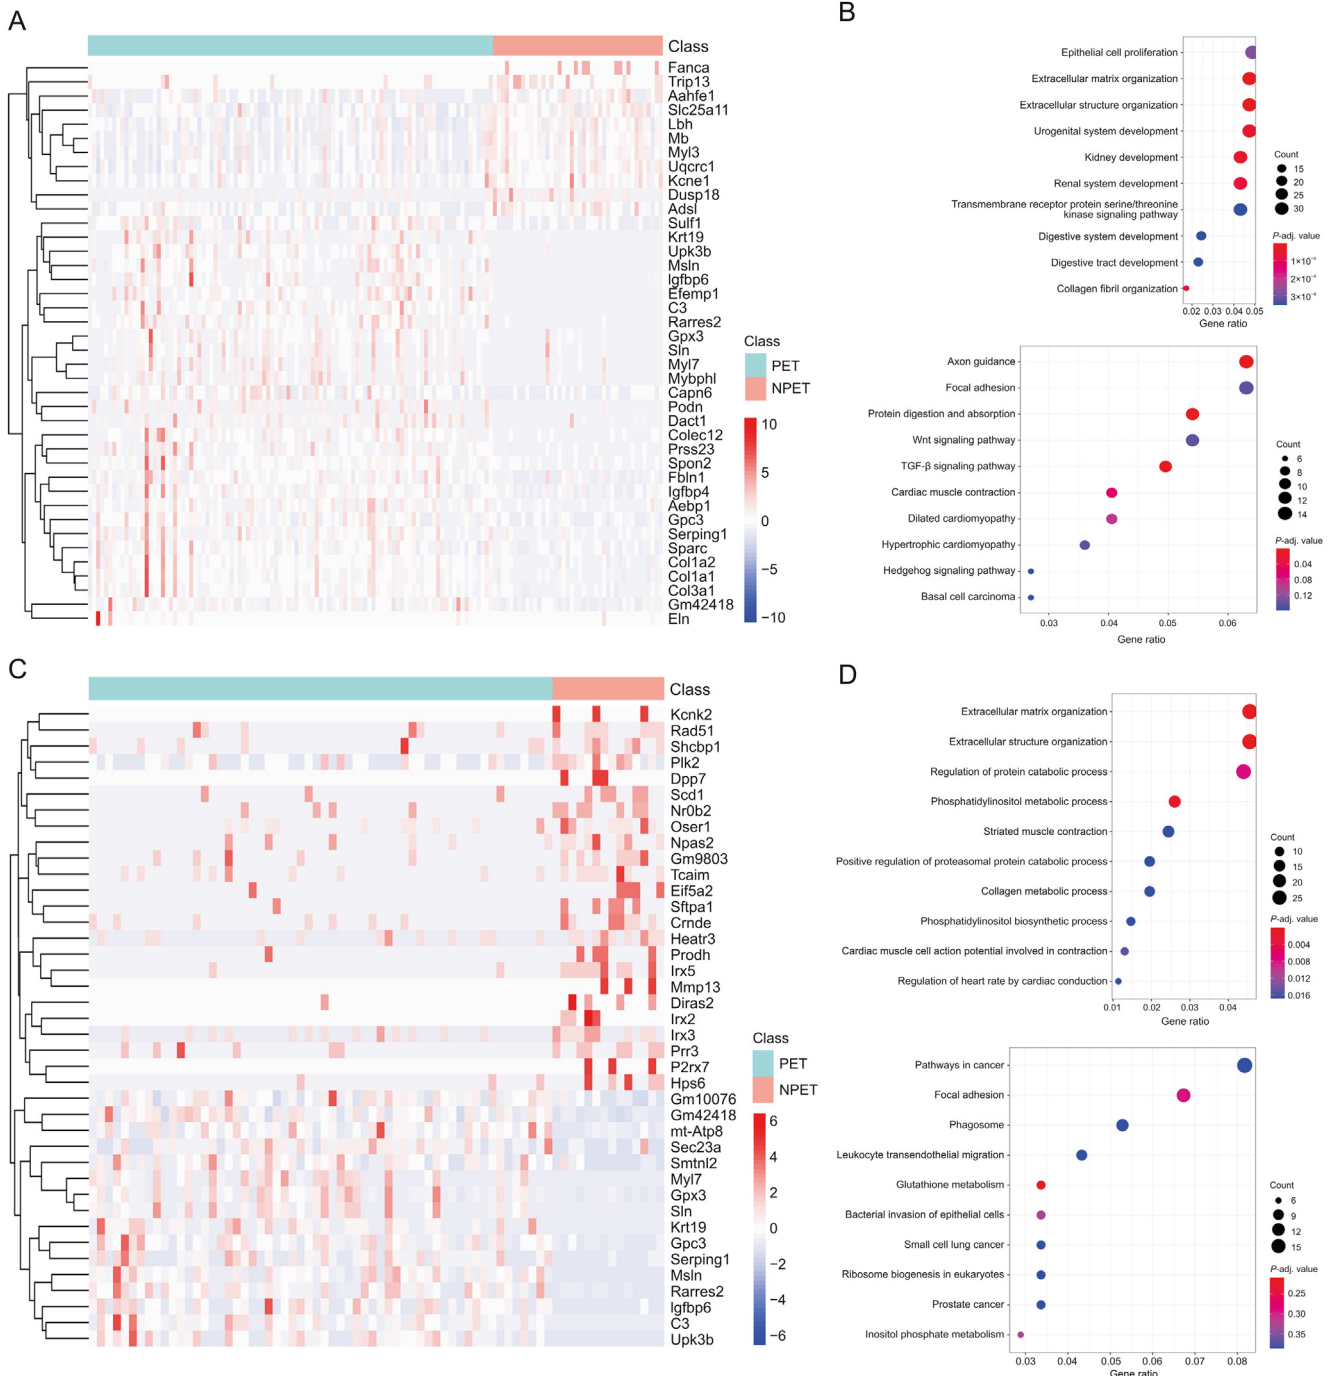 A
Class
Fanca
Trip13
Aahfe1
Slc25a11
Lbh
Mb
Myl3
Uqcrc1
Kcne1
Dusp18
Adsl
Sulf1
Krt19
Upk3b
Msln
Igfbp6
Efemp1
C3
Rarres2
Gpx3
Sln
Myl7
Mybphl
Capn6
Podn
Dact1
Colec12
Prss23
Spon2
Fbln1
Igfbp4
Aebp1
Gpc3
Serping1
Sparc
Col1a2
Col1a1
Col3a1
Gm42418
Eln
Class
PET
NPET
10
5
0
−5
−10
B
Epithelial cell proliferation
Extracellular matrix organization
Extracellular structure organization
Urogenital system development
Kidney development
Renal system development
Transmembrane receptor protein serine/threonine
kinase signaling pathway
Digestive system development
Digestive tract development
Collagen fibril organization
0.02 0.03 0.04 0.05
Gene ratio
Count
15
20
25
30
P-adj. value
1×10⁻⁴
2×10⁻⁴
3×10⁻⁴
Axon guidance
Focal adhesion
Protein digestion and absorption
Wnt signaling pathway
TGF-β signaling pathway
Cardiac muscle contraction
Dilated cardiomyopathy
Hypertrophic cardiomyopathy
Hedgehog signaling pathway
Basal cell carcinoma
0.03 0.04 0.05 0.06
Gene ratio
Count
6
8
10
12
14
P-adj. value
0.04
0.08
0.12
C
Class
Kcnk2
Rad51
Shcbp1
Plk2
Dpp7
Scd1
Nr0b2
Oser1
Npas2
Gm9803
Tcaim
Eif5a2
Sftpa1
Crnde
Heatr3
Prodh
Irx5
Mmp13
Diras2
Irx2
Irx3
Prr3
P2rx7
Hps6
Gm10076
Gm42418
mt-Atp8
Sec23a
Smtnl2
Myl7
Gpx3
Sln
Krt19
Gpc3
Serping1
Msln
Rarres2
Igfbp6
C3
Upk3b
Class
PET
NPET
6
4
2
0
−2
−4
−6
D
Extracellular matrix organization
Extracellular structure organization
Regulation of protein catabolic process
Phosphatidylinositol metabolic process
Striated muscle contraction
Positive regulation of proteasomal protein catabolic process
Collagen metabolic process
Phosphatidylinositol biosynthetic process
Cardiac muscle cell action potential involved in contraction
Regulation of heart rate by cardiac conduction
0.01 0.02 0.03 0.04
Gene ratio
Count
10
15
20
25
P-adj. value
0.004
0.008
0.012
0.016
Pathways in cancer
Focal adhesion
Phagosome
Leukocyte transendothelial migration
Glutathione metabolism
Bacterial invasion of epithelial cells
Small cell lung cancer
Ribosome biogenesis in eukaryotes
Prostate cancer
Inositol phosphate metabolism
0.03 0.04 0.05 0.06 0.07 0.08
Gene ratio
Count
6
9
12
15
P-adj. value
0.25
0.30
0.35